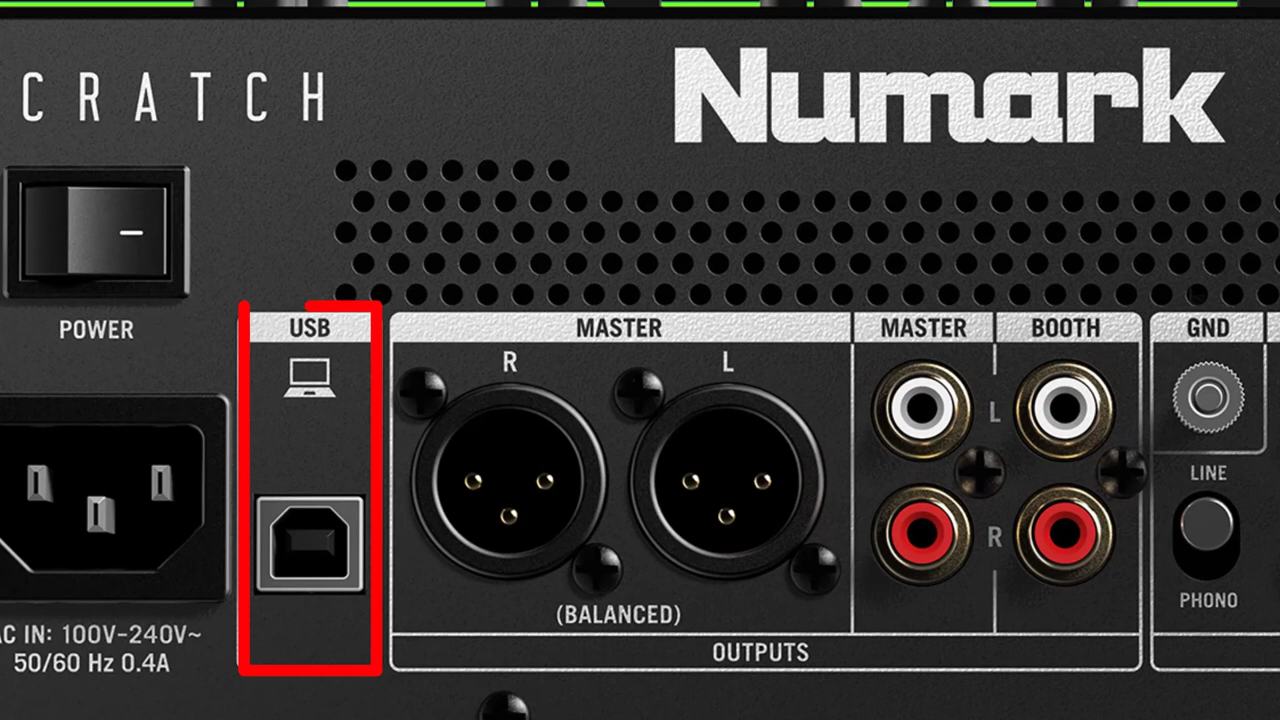 CRATCH
Numark
POWER
USB
MASTER
MASTER
BOOTH
GND
R
L
L
LINE
R
PHONO
(BALANCED)
AC IN: 100V-240V~
50/60 Hz 0.4A
OUTPUTS